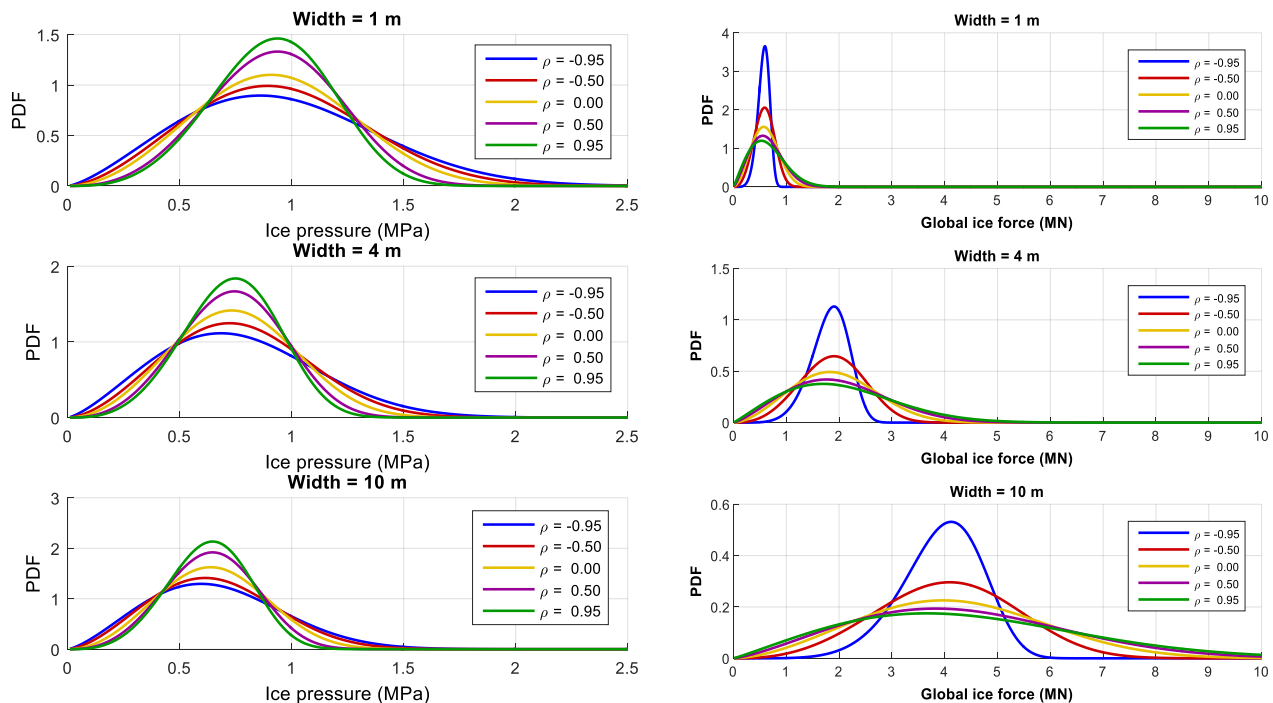 Width = 1 m
1.5
1
0.5
0
PDF
0 0.5 1 1.5 2 2.5
Ice pressure (MPa)
ρ = -0.95
ρ = -0.50
ρ = 0.00
ρ = 0.50
ρ = 0.95
Width = 4 m
2
1
0
PDF
0 0.5 1 1.5 2 2.5
Ice pressure (MPa)
ρ = -0.95
ρ = -0.50
ρ = 0.00
ρ = 0.50
ρ = 0.95
Width = 10 m
3
2
1
0
PDF
0 0.5 1 1.5 2 2.5
Ice pressure (MPa)
ρ = -0.95
ρ = -0.50
ρ = 0.00
ρ = 0.50
ρ = 0.95
Width = 1 m
4
3
2
1
0
PDF
0 1 2 3 4 5 6 7 8 9 10
Global ice force (MN)
ρ = -0.95
ρ = -0.50
ρ = 0.00
ρ = 0.50
ρ = 0.95
Width = 4 m
1.5
1
0.5
0
PDF
0 1 2 3 4 5 6 7 8 9 10
Global ice force (MN)
ρ = -0.95
ρ = -0.50
ρ = 0.00
ρ = 0.50
ρ = 0.95
Width = 10 m
0.6
0.4
0.2
0
PDF
0 1 2 3 4 5 6 7 8 9 10
Global ice force (MN)
ρ = -0.95
ρ = -0.50
ρ = 0.00
ρ = 0.50
ρ = 0.95